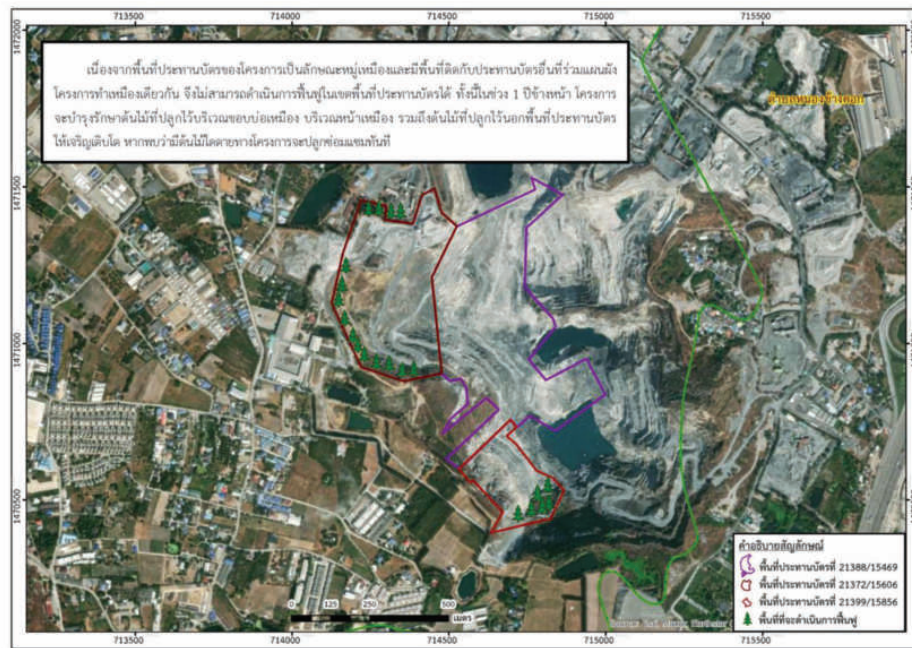 713500 714000 714500 715000 715500
1472000
เนื่องจากพื้นที่ประทานบัตรของโครงการเป็นลักษณะหมู่เหมืองและมีพื้นที่ติดกับประทานบัตรอื่นที่ร่วมแผนผัง
โครงการทำเหมืองเดียวกัน จึงไม่สามารถดำเนินการฟื้นฟูในเขตพื้นที่ประทานบัตรได้ ทั้งนี้ในช่วง 1 ปีข้างหน้า โครงการ
จะบำรุงรักษาต้นไม้ที่ปลูกไว้บริเวณขอบบ่อเหมือง บริเวณหน้าเหมือง รวมถึงต้นไม้ที่ปลูกไว้นอกพื้นที่ประทานบัตร
ให้เจริญเติบโต หากพบว่ามีต้นไม้ใดตายทางโครงการจะปลูกซ่อมแซมทันที
ตำบลหนองข้างคอก
1471500 1471500
1471000 1471000
1470500 1470500
คำอธิบายสัญลักษณ์
พื้นที่ประทานบัตรที่ 21388/15469
พื้นที่ประทานบัตรที่ 21372/15606
พื้นที่ประทานบัตรที่ 21399/15856
พื้นที่ที่จะดำเนินการฟื้นฟู
0 125 250 500
เมตร
713500 714000 714500 715000 715500